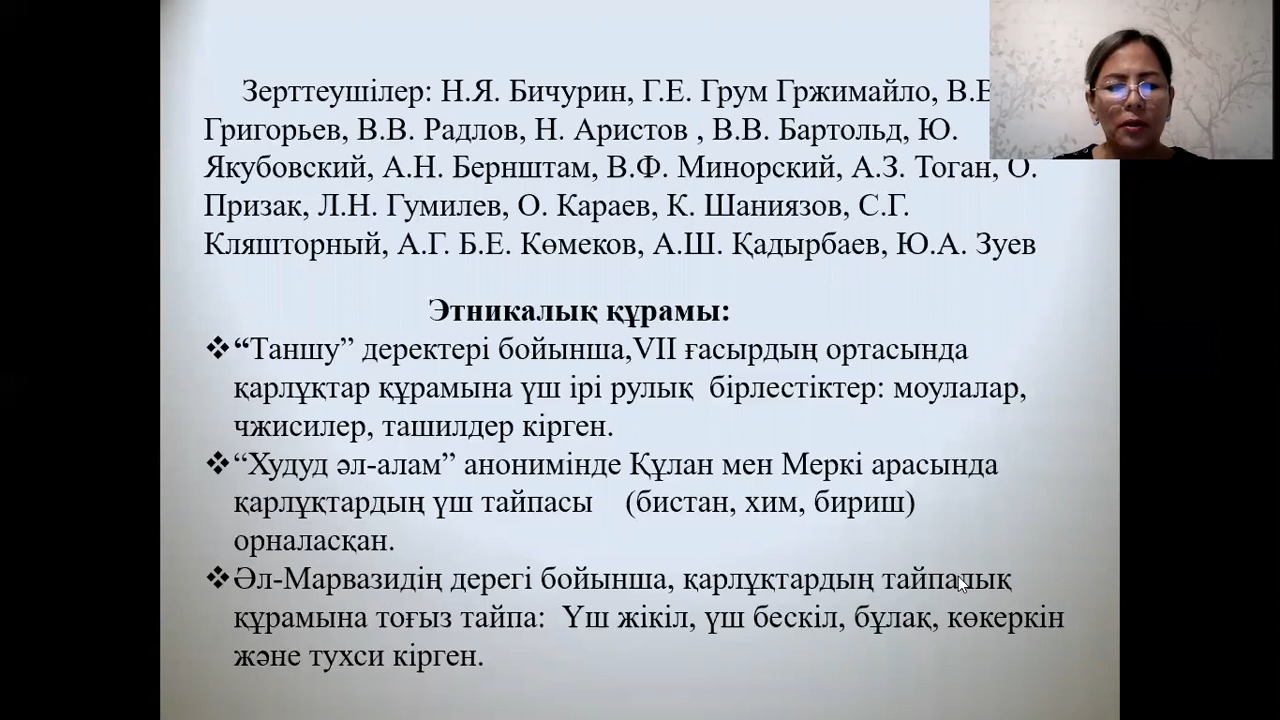 Зерттеушілер: Н.Я. Бичурин, Г.Е. Грум Гржимайло,
Григорьев, В.В. Радлов, Н. Аристов , В.В. Бартольд, Ю.
Якубовский, А.Н. Бернштам, В.Ф. Минорский, А.З. Тоган, О.
Призак, Л.Н. Гумилев, О. Караев, К. Шаниязов, С.Г.
Кляшторный, А.Г. Б.Е. Көмеков, А.Ш. Қадырбаев, Ю.А. Зуев
Этникалық құрамы:
❖“Таншу” деректері бойынша,VII ғасырдың ортасында
қарлұқтар құрамына үш ірі рулық бірлестіктер: моулалар,
чжисилер, ташилдер кірген.
❖“Худуд әл-алам” анонимінде Құлан мен Меркі арасында
қарлұқтардың үш тайпасы (бистан, хим, бириш)
орналасқан.
❖Әл-Марвазидің дерегі бойынша, қарлұқтардың тайпалық
құрамына тоғыз тайпа: Үш жікіл, үш бескіл, бұлақ, көкеркін
және тухси кірген.